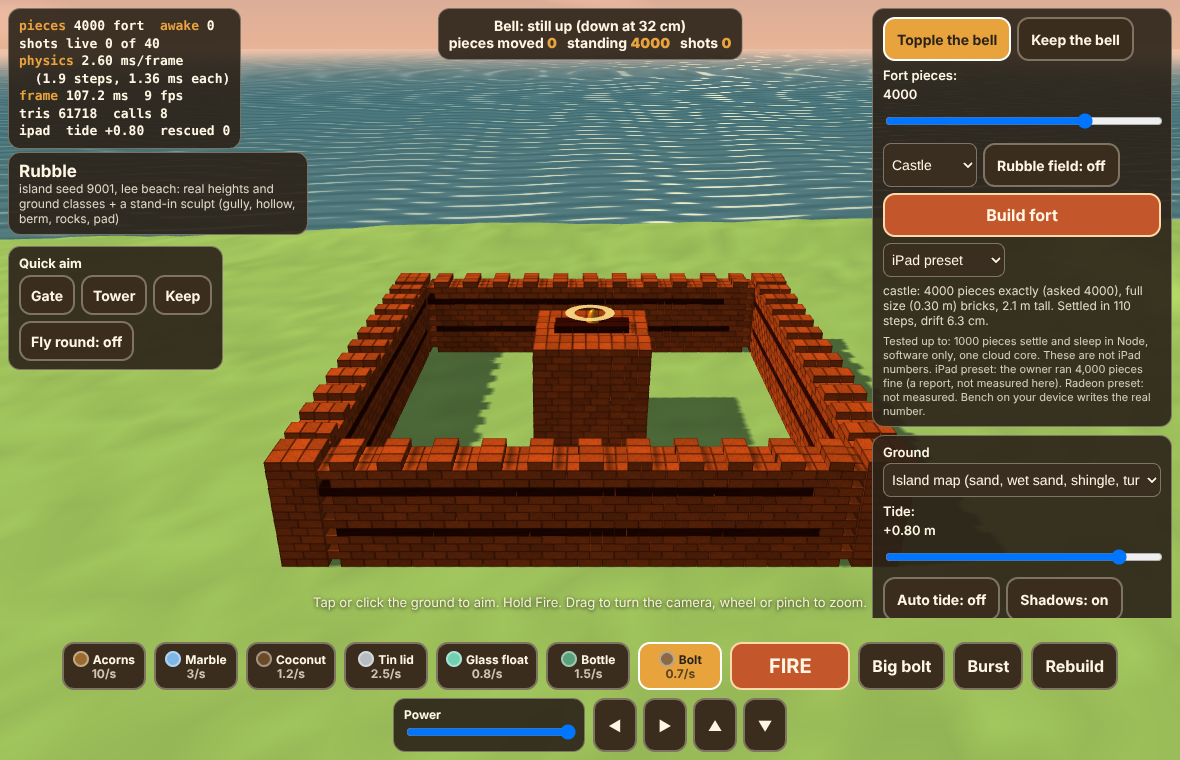 pieces 4000 fort awake 0
shots live 0 of 40
physics 2.60 ms/frame
(1.9 steps, 1.36 ms each)
frame 107.2 ms 9 fps
tris 61718 calls 8
ipad tide +0.80 rescued 0
Rubble
island seed 9001, lee beach: real heights and
ground classes + a stand-in sculpt (gully, hollow,
berm, rocks, pad)
Quick aim
Gate
Tower
Keep
Fly round: off
Bell: still up (down at 32 cm)
pieces moved 0 standing 4000 shots 0
Topple the bell
Keep the bell
Fort pieces:
4000
Castle
Rubble field: off
Build fort
iPad preset
castle: 4000 pieces exactly (asked 4000), full
size (0.30 m) bricks, 2.1 m tall. Settled in 110
steps, drift 6.3 cm.
Tested up to: 1000 pieces settle and sleep in Node,
software only, one cloud core. These are not iPad
numbers. iPad preset: the owner ran 4,000 pieces
fine (a report, not measured here). Radeon preset:
not measured. Bench on your device writes the real
number.
Ground
Island map (sand, wet sand, shingle, tur
Tide:
+0.80 m
Auto tide: off
Shadows: on
Tap or click the ground to aim. Hold Fire. Drag to turn the camera, wheel or pinch to zoom.
Acorns
10/s
Marble
3/s
Coconut
1.2/s
Tin lid
2.5/s
Glass float
0.8/s
Bottle
1.5/s
Bolt
0.7/s
FIRE
Big bolt
Burst
Rebuild
Power